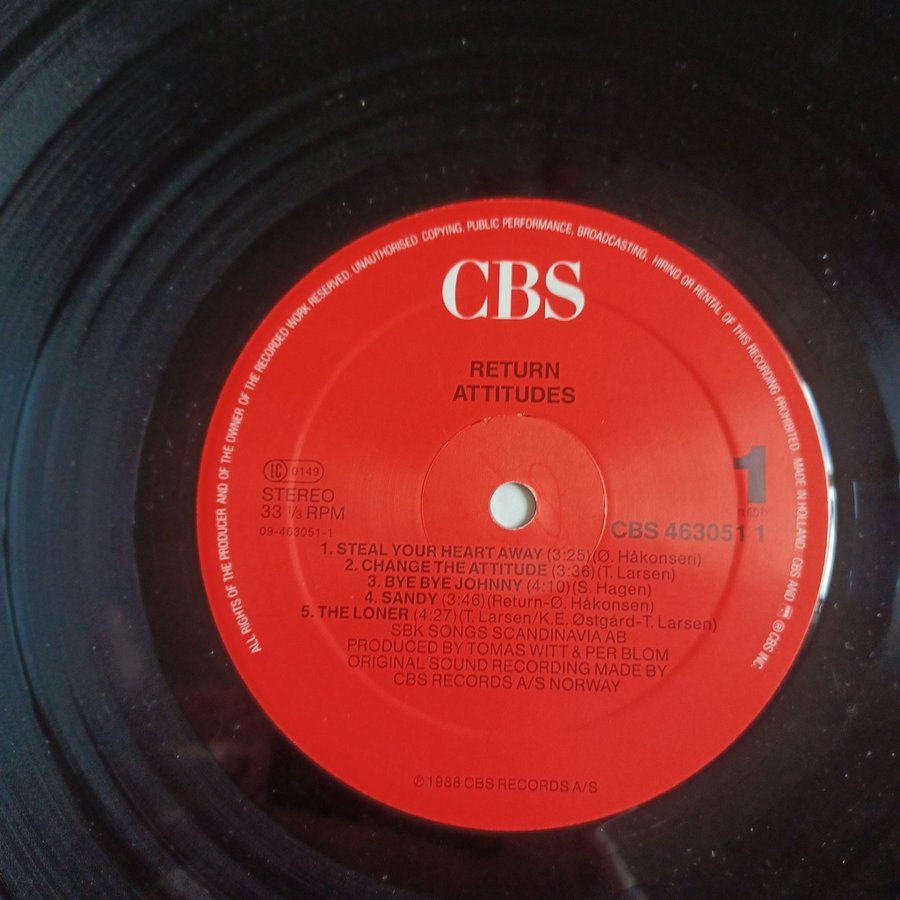 ALL RIGHTS OF THE PRODUCER AND OF THE OWNER OF THE RECORDED WORK RESERVED. UNAUTHORISED COPYING, PUBLIC PERFORMANCE, BROADCASTING, HIRING OR RENTAL OF THIS RECORDING PROHIBITED. MADE IN HOLLAND. CBS AND ℗ CBS INC.
CBS
RETURN
ATTITUDES
LC 0149
STEREO
33 1/3 RPM
09-463051-1
1
n©b
CBS 463051 1
1. STEAL YOUR HEART AWAY (3:25) (Ø. Håkonsen)
2. CHANGE THE ATTITUDE (3:36) (T. Larsen)
3. BYE BYE JOHNNY (4:10) (S. Hagen)
4. SANDY (3:46) (Return-Ø. Håkonsen)
5. THE LONER (4:27) (T. Larsen/K.E. Østgård-T. Larsen)
SBK SONGS SCANDINAVIA AB
PRODUCED BY TOMAS WITT & PER BLOM
ORIGINAL SOUND RECORDING MADE BY
CBS RECORDS A/S NORWAY
℗ 1988 CBS RECORDS A/S